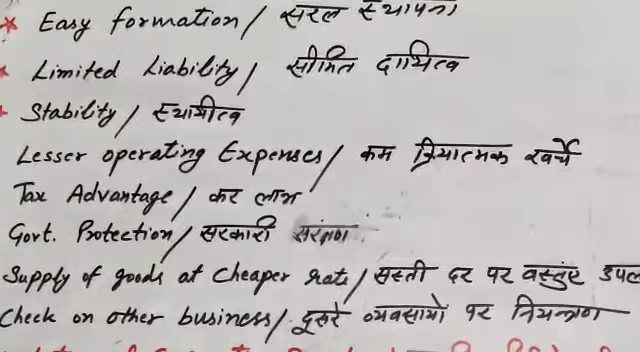 * Easy formation / सरल स्थापना
* Limited Liability / सीमित दायित्व
Stability / स्थायीत्व
Lesser operating Expenses / कम क्रियात्मक खर्चे
Tax Advantage / कर लाभ
Govt. Protection / सरकारी संरक्षण
Supply of goods at Cheaper rate / सस्ती दर पर वस्तुएं
Check on other business / दूसरे व्यवसायो पर नियन्त्रण